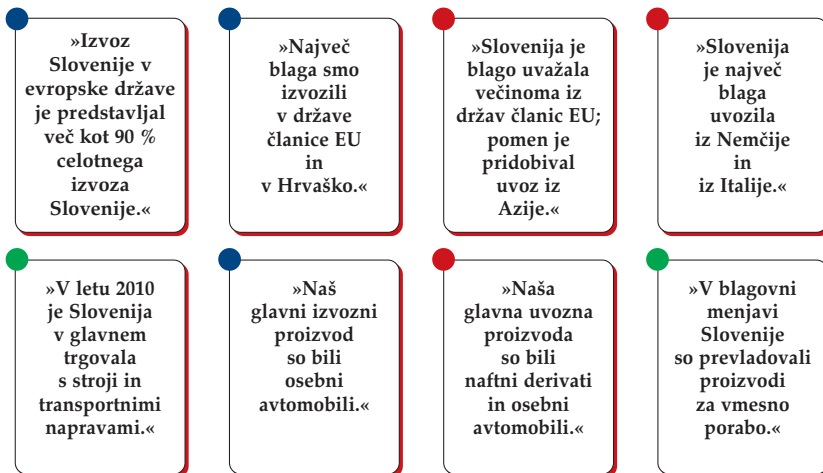 »Izvoz
Slovenije v
evropske države
je predstavljal
več kot 90 %
celotnega
izvoza
Slovenije.«
»Največ
blaga smo
izvozili
v države
članice EU
in
v Hrvaško.«
»Slovenija je
blago uvažala
večinoma iz
držav članic EU;
pomen je
pridobival
uvoz iz
Azije.«
»Slovenija
je največ
blaga
uvozila
iz Nemčije
in
iz Italije.«
»V letu 2010
je Slovenija
v glavnem
trgovala
s stroji in
transportnimi
napravami.«
»Naš
glavni izvozni
proizvod
so bili
osebni
avtomobili.«
»Naša
glavna uvozna
proizvoda
so bili
naftni derivati
in osebni
avtomobili.«
»V blagovni
menjavi
Slovenije
so prevladovali
proizvodi
za vmesno
porabo.«